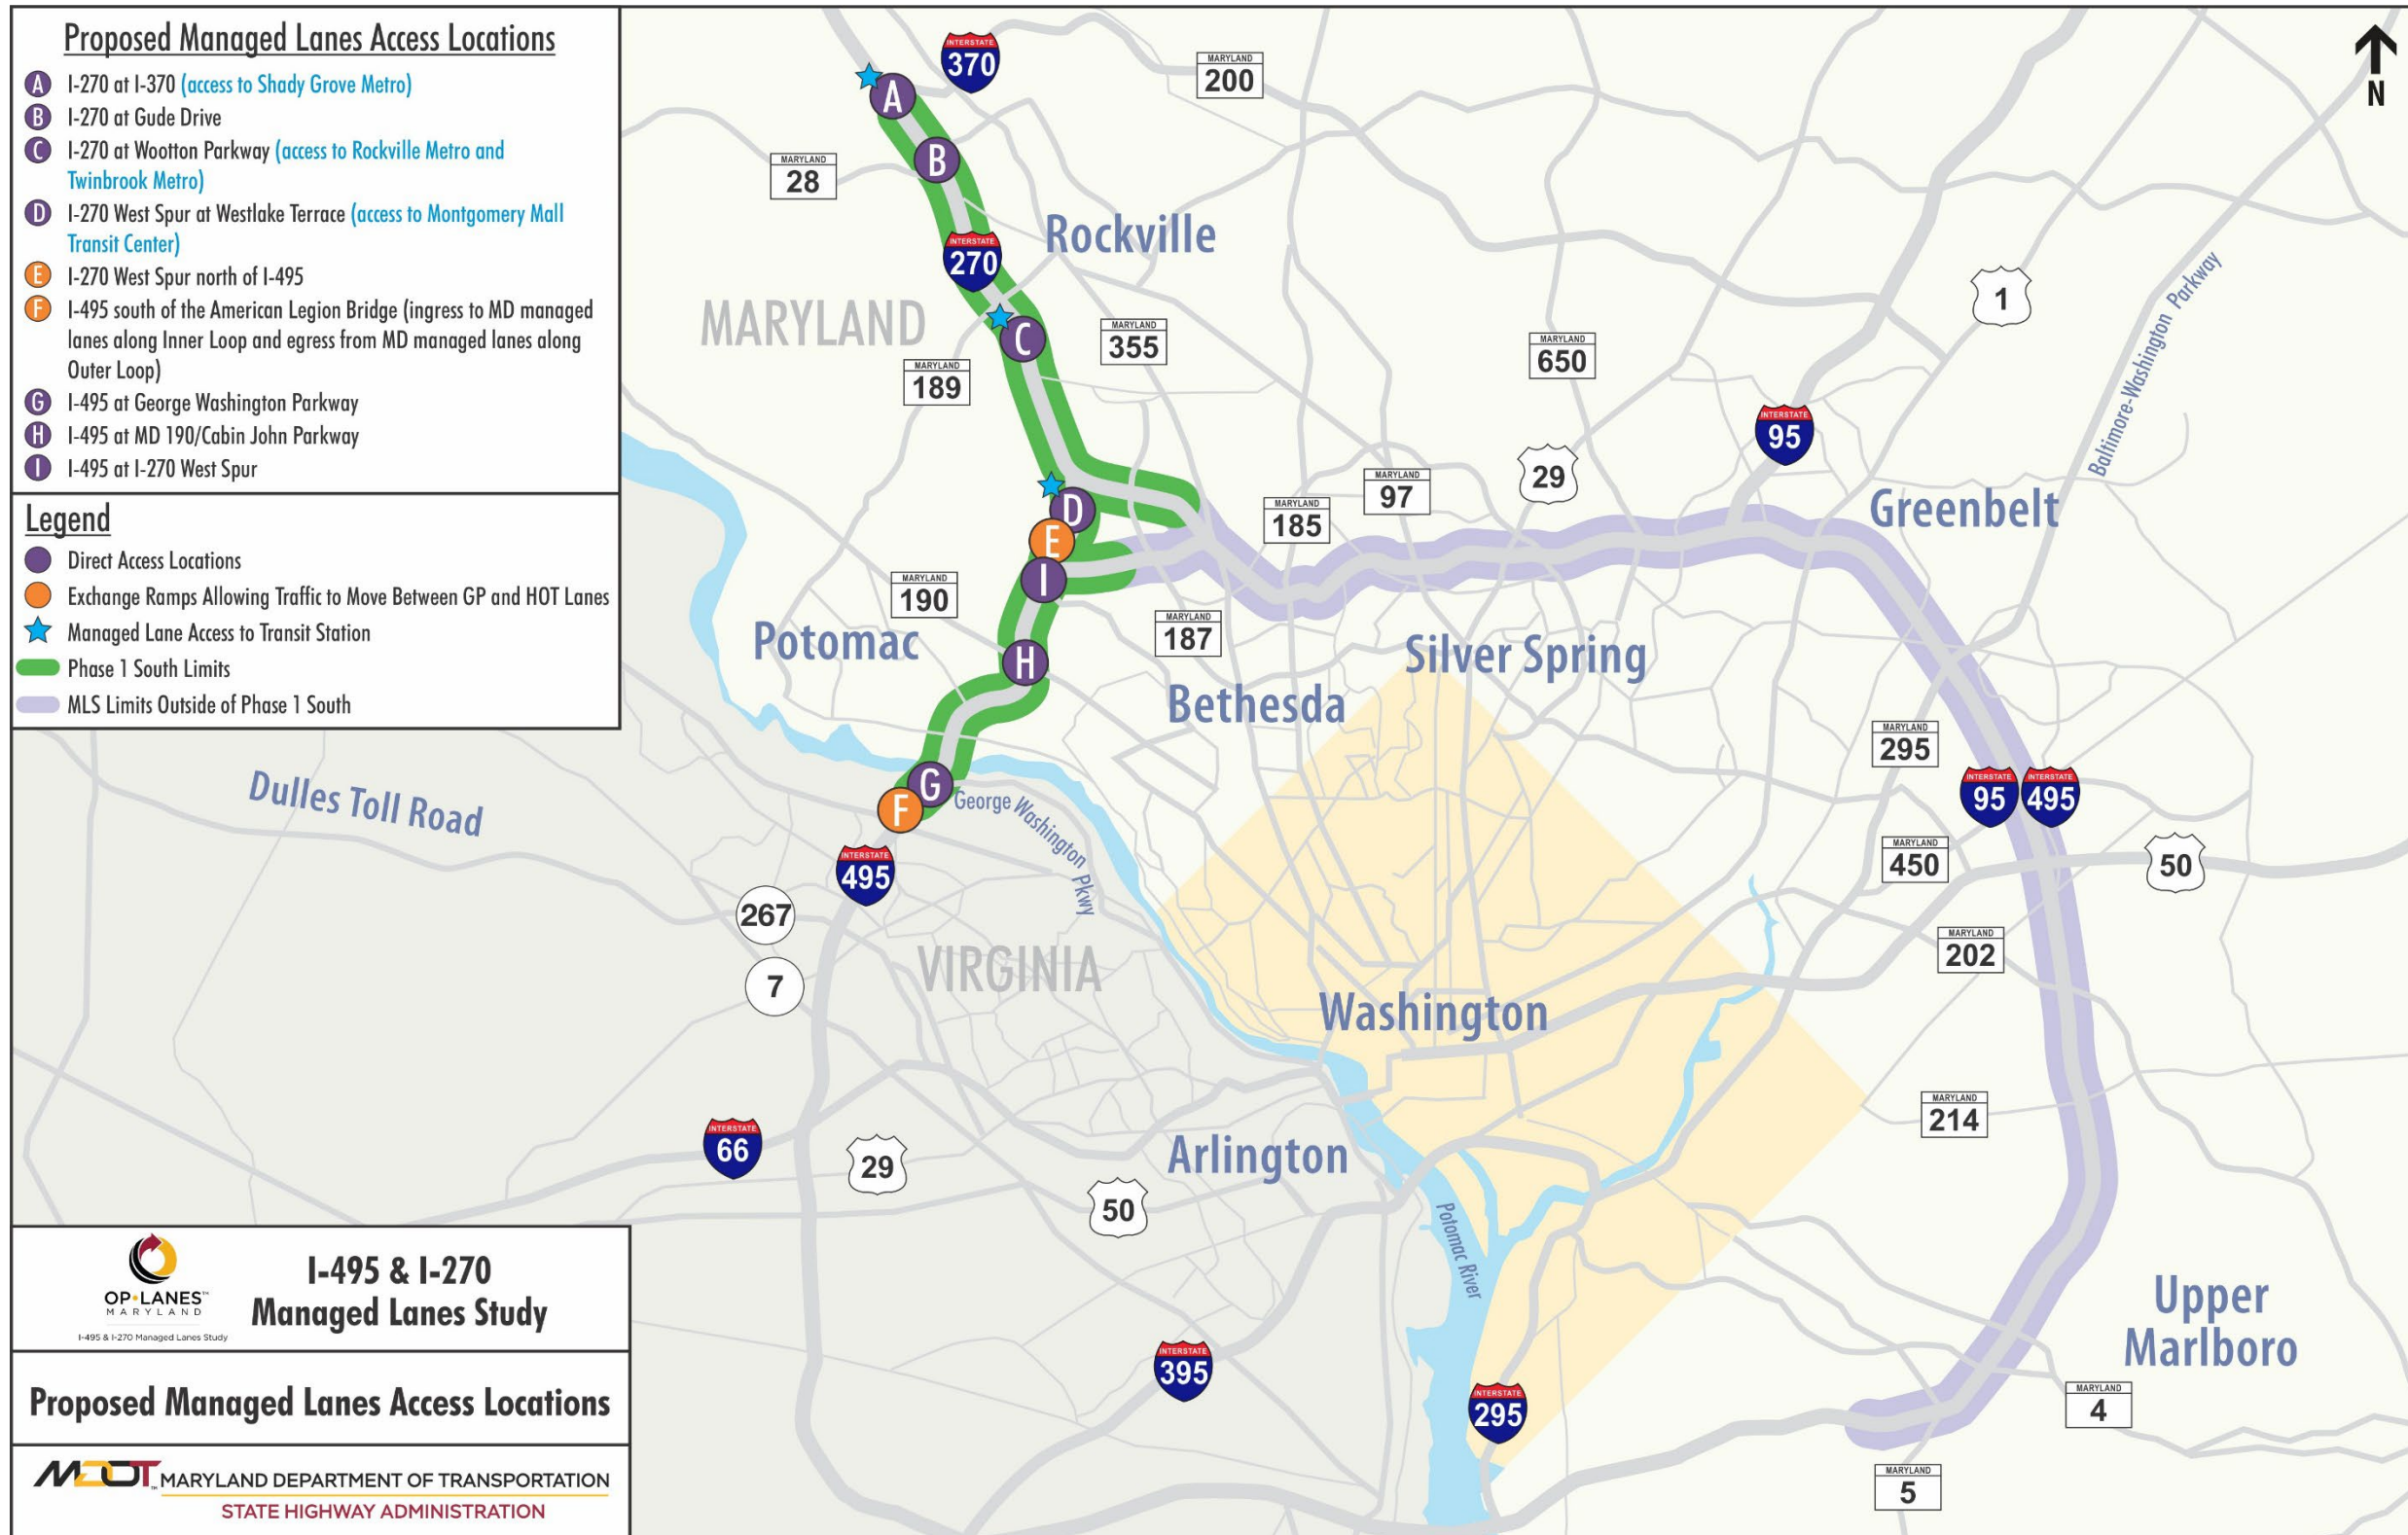 Proposed Managed Lanes Access Locations
A I-270 at I-370 (access to Shady Grove Metro)
B I-270 at Gude Drive
C I-270 at Wootton Parkway (access to Rockville Metro and
Twinbrook Metro)
D I-270 West Spur at Westlake Terrace (access to Montgomery Mall
Transit Center)
E I-270 West Spur north of I-495
F I-495 south of the American Legion Bridge (ingress to MD managed
lanes along Inner Loop and egress from MD managed lanes along
Outer Loop)
G I-495 at George Washington Parkway
H I-495 at MD 190/Cabin John Parkway
I I-495 at I-270 West Spur
Legend
Direct Access Locations
Exchange Ramps Allowing Traffic to Move Between GP and HOT Lanes
Managed Lane Access to Transit Station
Phase 1 South Limits
MLS Limits Outside of Phase 1 South
INTERSTATE
370
MARYLAND
200
N
A
B
MARYLAND
28
Rockville
INTERSTATE
270
MARYLAND
C
MARYLAND
355
MARYLAND
189
MARYLAND
650
1
Baltimore-Washington Parkway
INTERSTATE
95
29
MARYLAND
97
MARYLAND
185
Greenbelt
D
E
I
MARYLAND
190
MARYLAND
187
Potomac
H
Silver Spring
Bethesda
G
F
George Washington Pkwy
Dulles Toll Road
INTERSTATE
495
267
7
VIRGINIA
MARYLAND
295
INTERSTATE
95
INTERSTATE
495
MARYLAND
450
50
MARYLAND
202
Washington
MARYLAND
214
INTERSTATE
66
29
50
Arlington
Potomac River
INTERSTATE
395
INTERSTATE
295
Upper
Marlboro
MARYLAND
4
MARYLAND
5
OP•LANES™
MARYLAND
I-495 & I-270 Managed Lanes Study
I-495 & I-270
Managed Lanes Study
Proposed Managed Lanes Access Locations
MDOT MARYLAND DEPARTMENT OF TRANSPORTATION
STATE HIGHWAY ADMINISTRATION